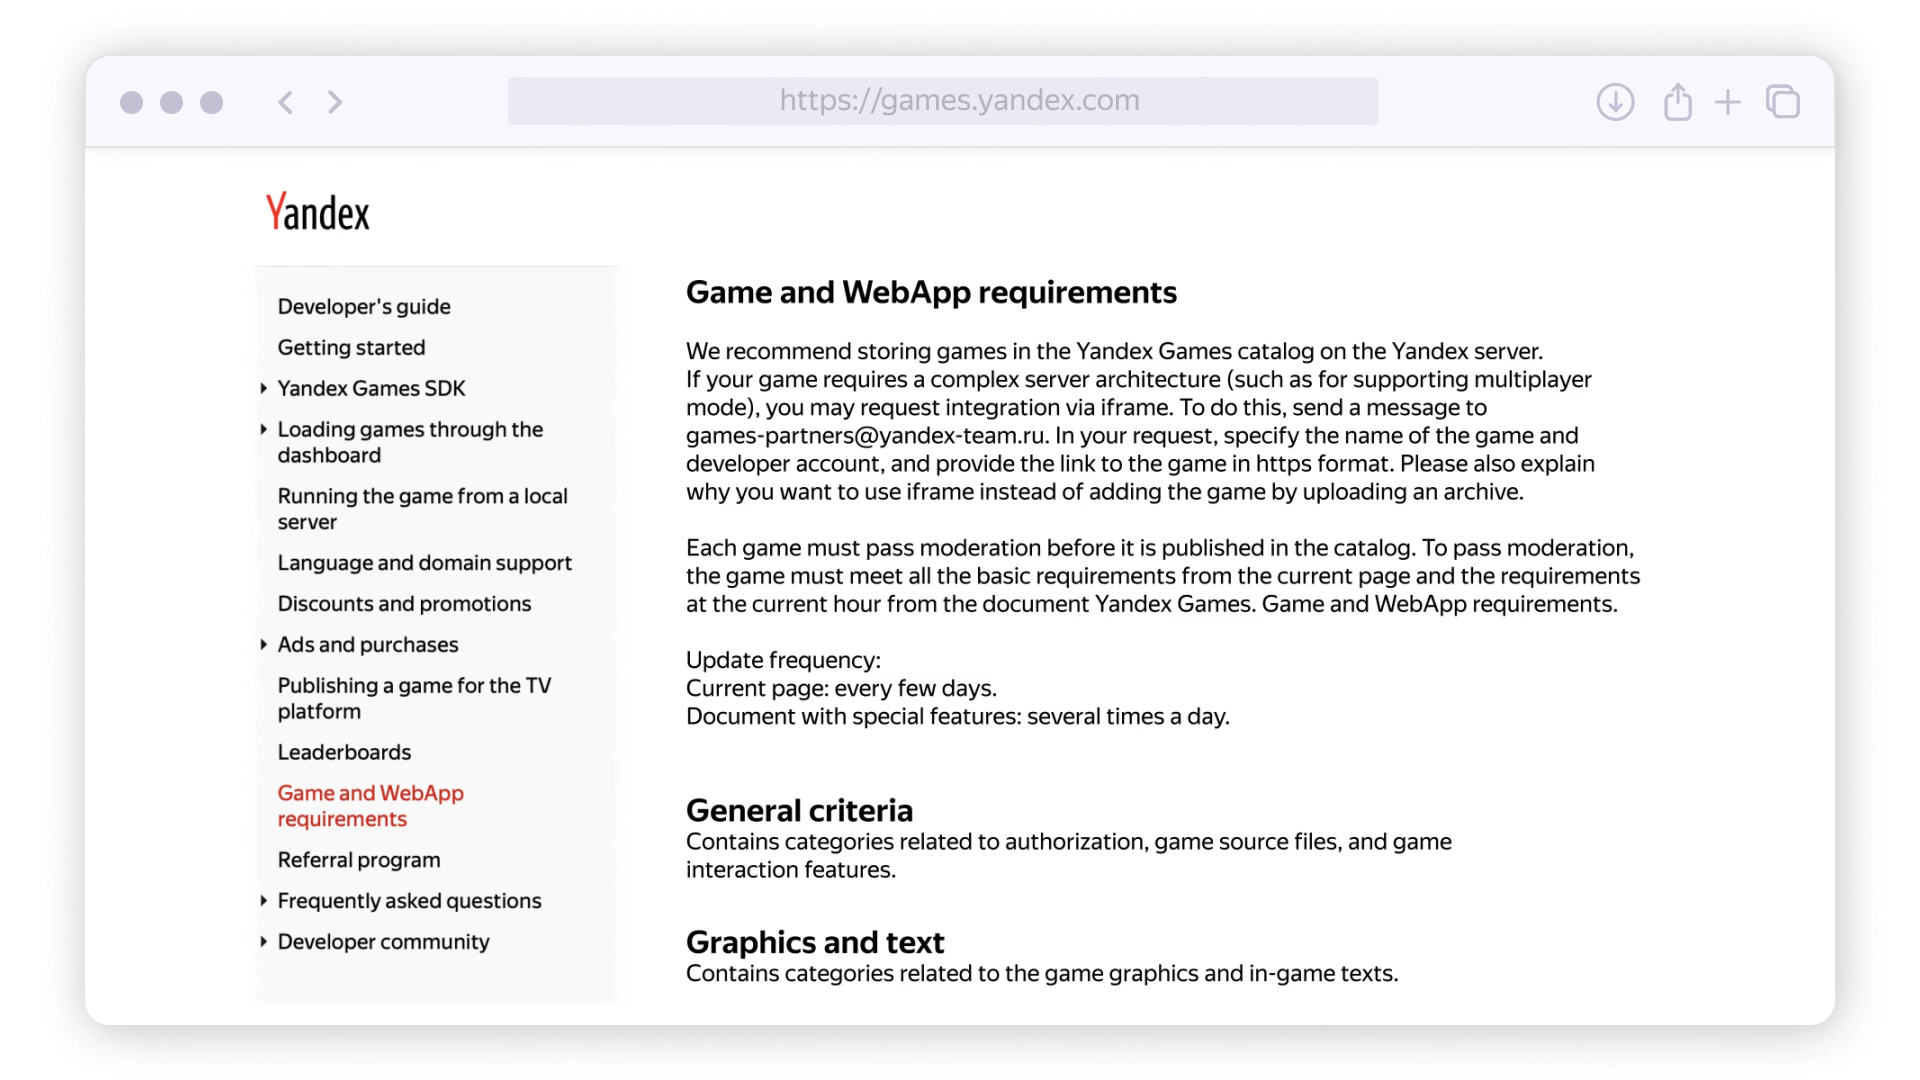 https://games.yandex.com
Yandex
Developer's guide
Getting started
Yandex Games SDK
Loading games through the
dashboard
Running the game from a local
server
Language and domain support
Discounts and promotions
Ads and purchases
Publishing a game for the TV
platform
Leaderboards
Game and WebApp
requirements
Referral program
Frequently asked questions
Developer community
Game and WebApp requirements
We recommend storing games in the Yandex Games catalog on the Yandex server.
If your game requires a complex server architecture (such as for supporting multiplayer
mode), you may request integration via iframe. To do this, send a message to
games-partners@yandex-team.ru. In your request, specify the name of the game and
developer account, and provide the link to the game in https format. Please also explain
why you want to use iframe instead of adding the game by uploading an archive.
Each game must pass moderation before it is published in the catalog. To pass moderation,
the game must meet all the basic requirements from the current page and the requirements
at the current hour from the document Yandex Games. Game and WebApp requirements.
Update frequency:
Current page: every few days.
Document with special features: several times a day.
General criteria
Contains categories related to authorization, game source files, and game
interaction features.
Graphics and text
Contains categories related to the game graphics and in-game texts.